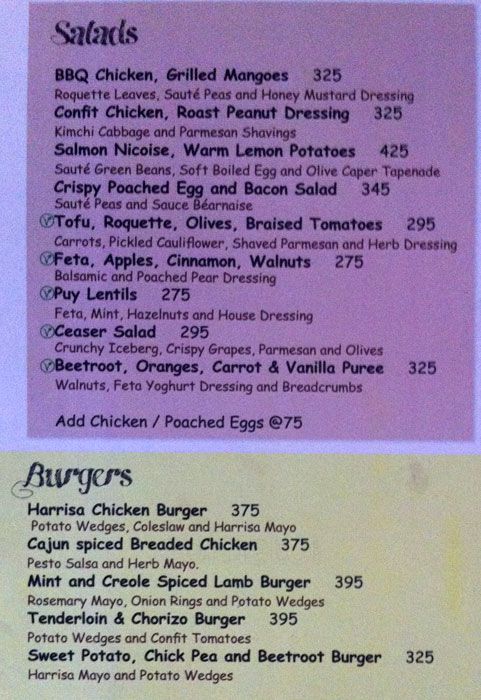 Salads
BBQ Chicken, Grilled Mangoes 325
Roquette Leaves, Sauté Peas and Honey Mustard Dressing
Confit Chicken, Roast Peanut Dressing 325
Kimchi Cabbage and Parmesan Shavings
Salmon Nicoise, Warm Lemon Potatoes 425
Sauté Green Beans, Soft Boiled Egg and Olive Caper Tapenade
Crispy Poached Egg and Bacon Salad 345
Sauté Peas and Sauce Béarnaise
V Tofu, Roquette, Olives, Braised Tomatoes 295
Carrots, Pickled Cauliflower, Shaved Parmesan and Herb Dressing
V Feta, Apples, Cinnamon, Walnuts 275
Balsamic and Poached Pear Dressing
V Puy Lentils 275
Feta, Mint, Hazelnuts and House Dressing
V Ceaser Salad 295
Crunchy Iceberg, Crispy Grapes, Parmesan and Olives
V Beetroot, Oranges, Carrot & Vanilla Puree 325
Walnuts, Feta Yoghurt Dressing and Breadcrumbs
Add Chicken / Poached Eggs @75
Burgers
Harrisa Chicken Burger 375
Potato Wedges, Coleslaw and Harrisa Mayo
Cajun spiced Breaded Chicken 375
Pesto Salsa and Herb Mayo.
Mint and Creole Spiced Lamb Burger 395
Rosemary Mayo, Onion Rings and Potato Wedges
Tenderloin & Chorizo Burger 395
Potato Wedges and Confit Tomatoes
Sweet Potato, Chick Pea and Beetroot Burger 325
Harrisa Mayo and Potato Wedges